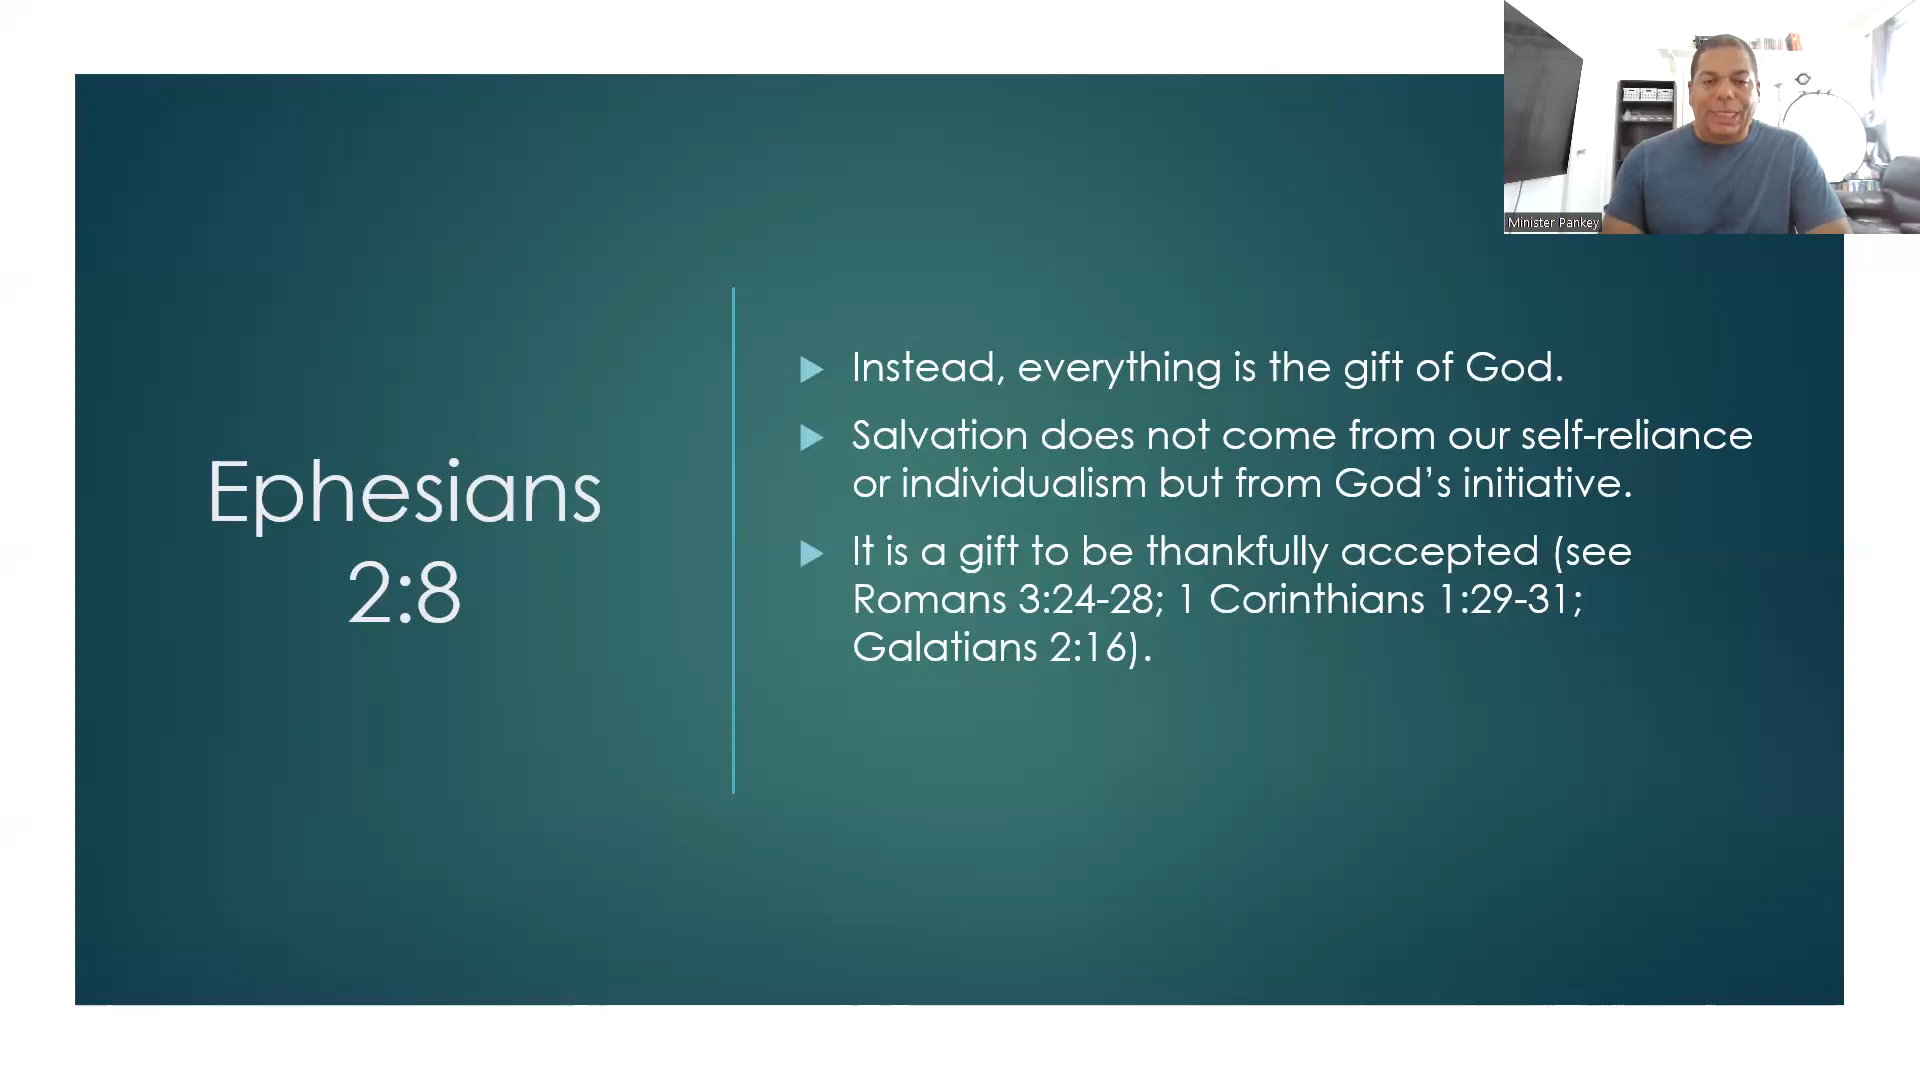 Minister Pankey
Ephesians
2:8
Instead, everything is the gift of God.
Salvation does not come from our self-reliance
or individualism but from God’s initiative.
It is a gift to be thankfully accepted (see
Romans 3:24-28; 1 Corinthians 1:29-31;
Galatians 2:16).